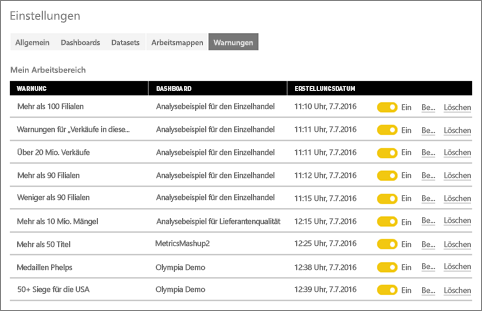 Einstellungen
Allgemein Dashboards Datasets Arbeitsmappen Warnungen
Mein Arbeitsbereich
WARNUNG DASHBOARD ERSTELLUNGSDATUM
Mehr als 100 Filialen Analysebeispiel für den Einzelhandel 11:10 Uhr, 7.7.2016 Ein Be... Löschen
Warnungen für „Verkäufe in diese... Analysebeispiel für den Einzelhandel 11:11 Uhr, 7.7.2016 Ein Be... Löschen
Über 20 Mio. Verkäufe Analysebeispiel für den Einzelhandel 11:11 Uhr, 7.7.2016 Ein Be... Löschen
Mehr als 90 Filialen Analysebeispiel für den Einzelhandel 11:12 Uhr, 7.7.2016 Ein Be... Löschen
Weniger als 90 Filialen Analysebeispiel für den Einzelhandel 11:15 Uhr, 7.7.2016 Ein Be... Löschen
Mehr als 10 Mio. Mängel Analysebeispiel für Lieferantenqualität 12:15 Uhr, 7.7.2016 Ein Be... Löschen
Mehr als 50 Titel MetricsMashup2 12:25 Uhr, 7.7.2016 Ein Be... Löschen
Medaillen Phelps Olympia Demo 12:38 Uhr, 7.7.2016 Ein Be... Löschen
50+ Siege für die USA Olympia Demo 12:39 Uhr, 7.7.2016 Ein Be... Löschen